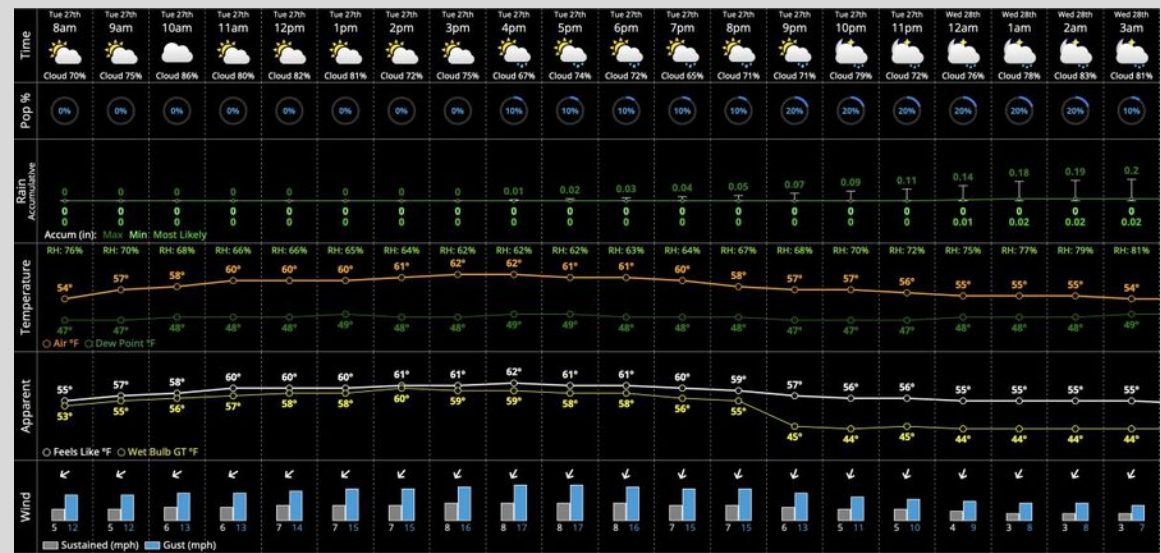 Tue 27th Tue 27th Tue 27th Tue 27th Tue 27th Tue 27th Tue 27th Tue 27th Tue 27th Tue 27th Tue 27th Tue 27th Tue 27th Tue 27th Tue 27th Tue 27th Wed 28th Wed 28th Wed 28th Wed 28th
Time 8am 9am 10am 11am 12pm 1pm 2pm 3pm 4pm 5pm 6pm 7pm 8pm 9pm 10pm 11pm 12am 1am 2am 3am
Cloud 70% Cloud 75% Cloud 86% Cloud 80% Cloud 82% Cloud 81% Cloud 72% Cloud 75% Cloud 67% Cloud 74% Cloud 72% Cloud 65% Cloud 71% Cloud 71% Cloud 79% Cloud 72% Cloud 76% Cloud 78% Cloud 83% Cloud 81%
Pop % 0% 0% 0% 0% 0% 0% 0% 0% 10% 10% 10% 10% 10% 20% 20% 20% 20% 20% 20% 10%
Rain
Accumulative
0 0 0 0 0 0 0 0 0.01 0.02 0.03 0.04 0.05 0.07 0.09 0.11 0.14 0.18 0.19 0.2
0 0 0 0 0 0 0 0 0 0 0 0 0 0 0 0 0 0 0 0
0 0 0 0 0 0 0 0 0 0 0 0 0 0 0 0 0.01 0.02 0.02 0.02
Accum (in): Max Min Most Likely
RH: 76% RH: 70% RH: 68% RH: 66% RH: 66% RH: 65% RH: 64% RH: 62% RH: 62% RH: 62% RH: 63% RH: 64% RH: 67% RH: 68% RH: 70% RH: 72% RH: 75% RH: 77% RH: 79% RH: 81%
Temperature
54° 57° 58° 60° 60° 60° 61° 62° 62° 61° 61° 60° 58° 57° 57° 56° 55° 55° 55° 54°
47° 47° 48° 48° 48° 49° 48° 48° 49° 49° 48° 48° 48° 47° 47° 47° 48° 48° 48° 49°
Air °F Dew Point °F
Apparent
55° 57° 58° 60° 60° 60° 61° 61° 62° 61° 61° 60° 59° 57° 56° 56° 55° 55° 55° 55°
53° 55° 56° 57° 58° 58° 60° 59° 59° 58° 58° 56° 55° 45° 44° 45° 44° 44° 44° 44°
Feels Like °F Wet Bulb GT °F
Wind
5 12 5 12 6 13 6 13 7 14 7 15 7 15 8 16 8 17 8 17 8 16 7 15 7 15 6 13 5 11 5 10 4 9 3 8 3 8 3 7
Sustained (mph) Gust (mph)